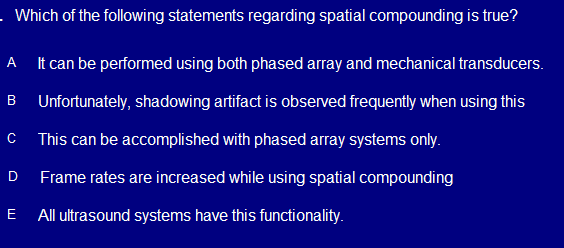 . Which of the following statements regarding spatial compounding is true?
A It can be performed using both phased array and mechanical transducers.
B Unfortunately, shadowing artifact is observed frequently when using this
C This can be accomplished with phased array systems only.
D Frame rates are increased while using spatial compounding
E All ultrasound systems have this functionality.